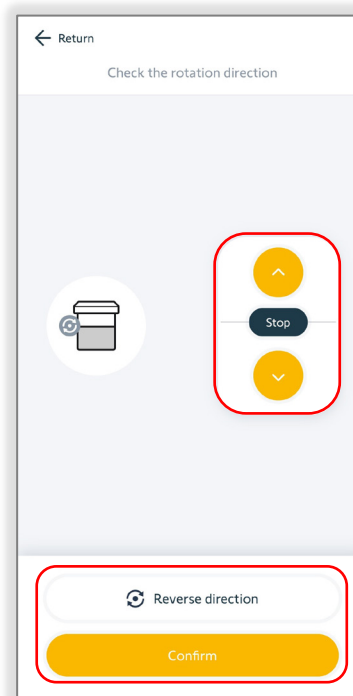 Return
Check the rotation direction
Stop
Reverse direction
Confirm